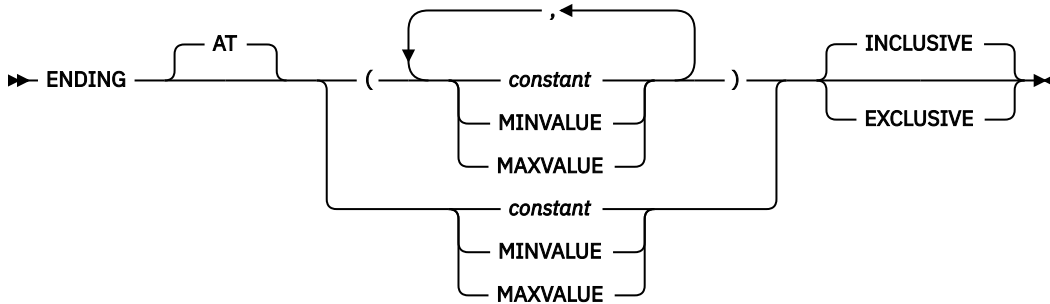 ,
AT
INCLUSIVE
ENDING ( constant )
MINVALUE
EXCLUSIVE
MAXVALUE
constant
MINVALUE
MAXVALUE